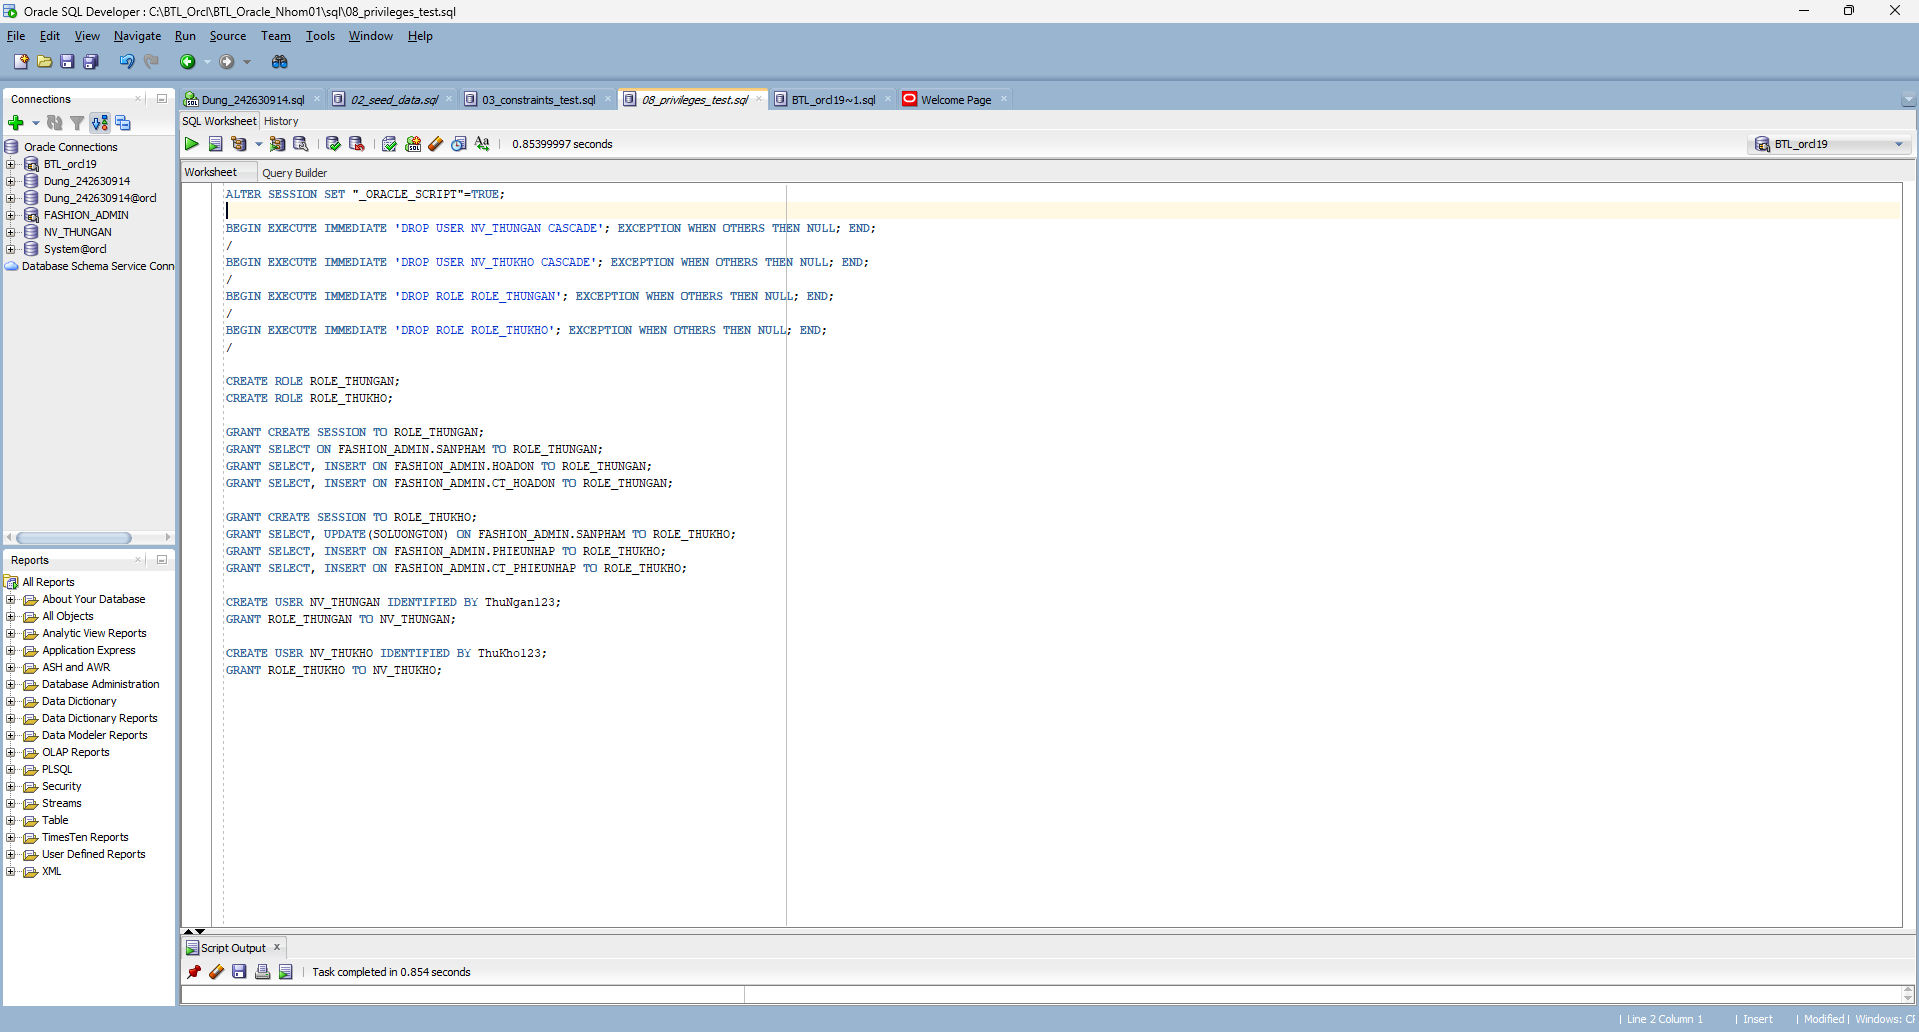 Oracle SQL Developer : C:\BTL_Orcl\BTL_Oracle_Nhom01\sql\08_privileges_test.sql
File Edit View Navigate Run Source Team Tools Window Help
Connections
Oracle Connections
BTL_orcl19
Dung_242630914
Dung_242630914@orcl
FASHION_ADMIN
NV_THUNGAN
System@orcl
Database Schema Service Conn
Reports
All Reports
About Your Database
All Objects
Analytic View Reports
Application Express
ASH and AWR
Database Administration
Data Dictionary
Data Dictionary Reports
Data Modeler Reports
OLAP Reports
PLSQL
Security
Streams
Table
TimesTen Reports
User Defined Reports
XML
Dung_242630914.sql 02_seed_data.sql 03_constraints_test.sql 08_privileges_test.sql BTL_orcl19~1.sql Welcome Page
SQL Worksheet History
0.85399997 seconds
BTL_orcl19
Worksheet Query Builder
ALTER SESSION SET "_ORACLE_SCRIPT"=TRUE;
BEGIN EXECUTE IMMEDIATE 'DROP USER NV_THUNGAN CASCADE'; EXCEPTION WHEN OTHERS THEN NULL; END;
/
BEGIN EXECUTE IMMEDIATE 'DROP USER NV_THUKHO CASCADE'; EXCEPTION WHEN OTHERS THEN NULL; END;
/
BEGIN EXECUTE IMMEDIATE 'DROP ROLE ROLE_THUNGAN'; EXCEPTION WHEN OTHERS THEN NULL; END;
/
BEGIN EXECUTE IMMEDIATE 'DROP ROLE ROLE_THUKHO'; EXCEPTION WHEN OTHERS THEN NULL; END;
/
CREATE ROLE ROLE_THUNGAN;
CREATE ROLE ROLE_THUKHO;
GRANT CREATE SESSION TO ROLE_THUNGAN;
GRANT SELECT ON FASHION_ADMIN.SANPHAM TO ROLE_THUNGAN;
GRANT SELECT, INSERT ON FASHION_ADMIN.HOADON TO ROLE_THUNGAN;
GRANT SELECT, INSERT ON FASHION_ADMIN.CT_HOADON TO ROLE_THUNGAN;
GRANT CREATE SESSION TO ROLE_THUKHO;
GRANT SELECT, UPDATE(SOLUONGTON) ON FASHION_ADMIN.SANPHAM TO ROLE_THUKHO;
GRANT SELECT, INSERT ON FASHION_ADMIN.PHIEUNHAP TO ROLE_THUKHO;
GRANT SELECT, INSERT ON FASHION_ADMIN.CT_PHIEUNHAP TO ROLE_THUKHO;
CREATE USER NV_THUNGAN IDENTIFIED BY ThuNgan123;
GRANT ROLE_THUNGAN TO NV_THUNGAN;
CREATE USER NV_THUKHO IDENTIFIED BY ThuKho123;
GRANT ROLE_THUKHO TO NV_THUKHO;
Script Output
Task completed in 0.854 seconds
Line 2 Column 1 | Insert | Modified | Windows: CF